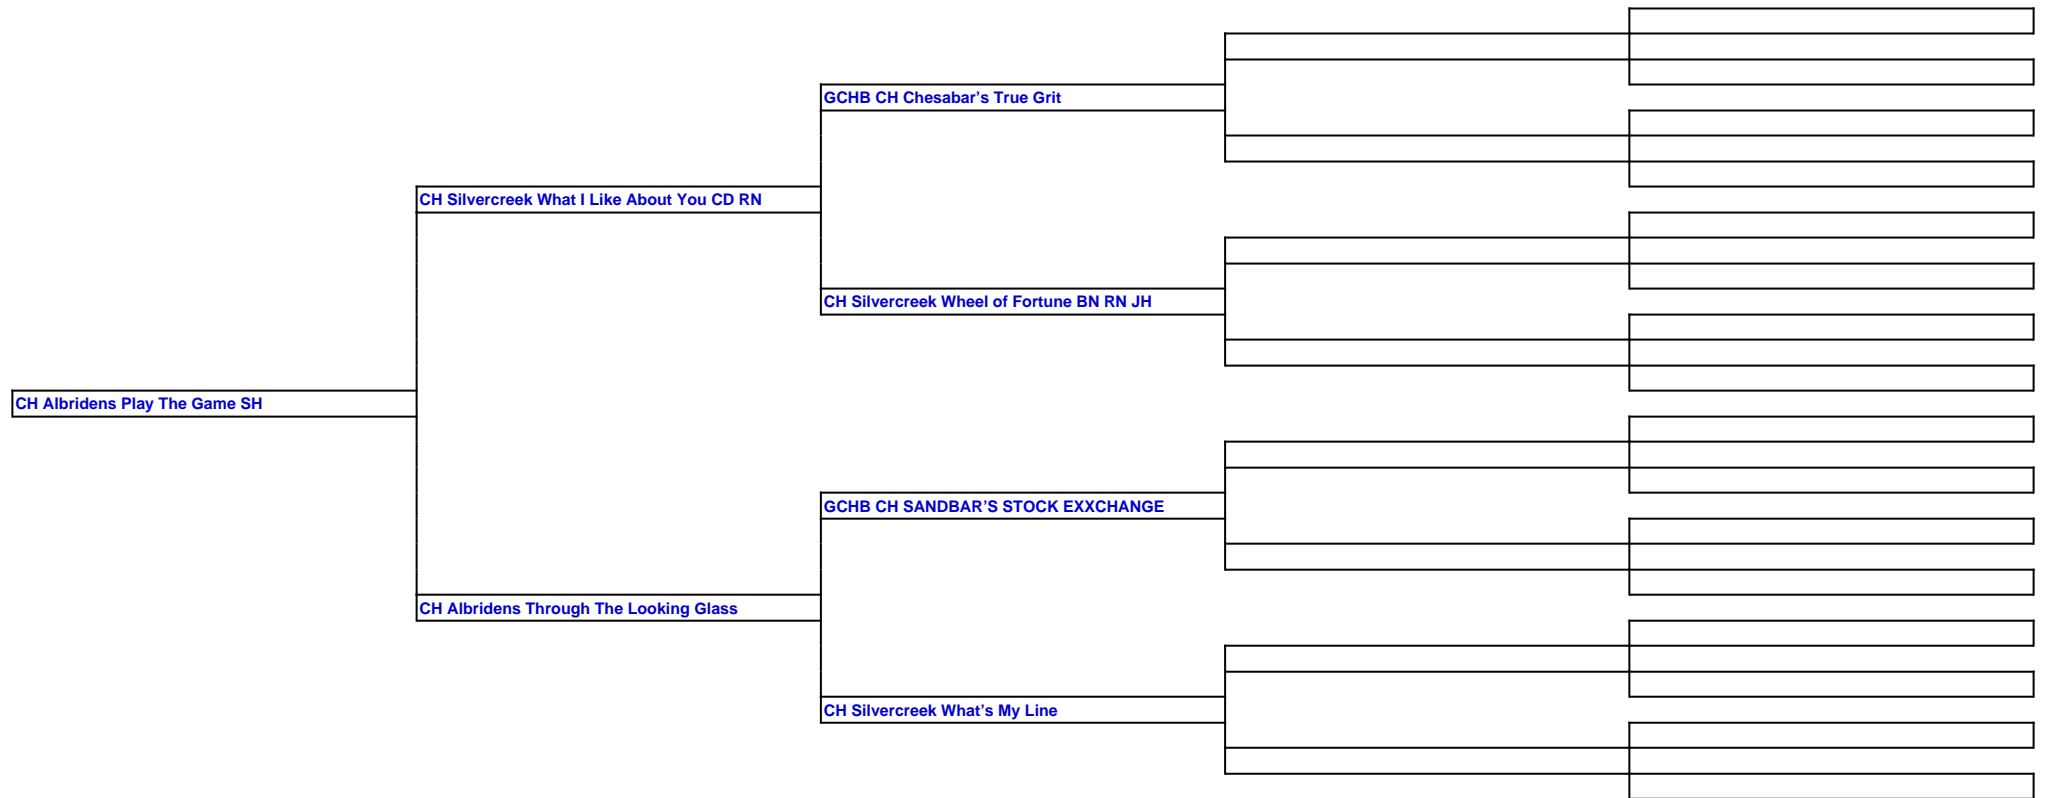 GCHB CH Chesabar’s True Grit
CH Silvercreek What I Like About You CD RN
CH Silvercreek Wheel of Fortune BN RN JH
CH Albridens Play The Game SH
GCHB CH SANDBAR’S STOCK EXXCHANGE
CH Albridens Through The Looking Glass
CH Silvercreek What’s My Line